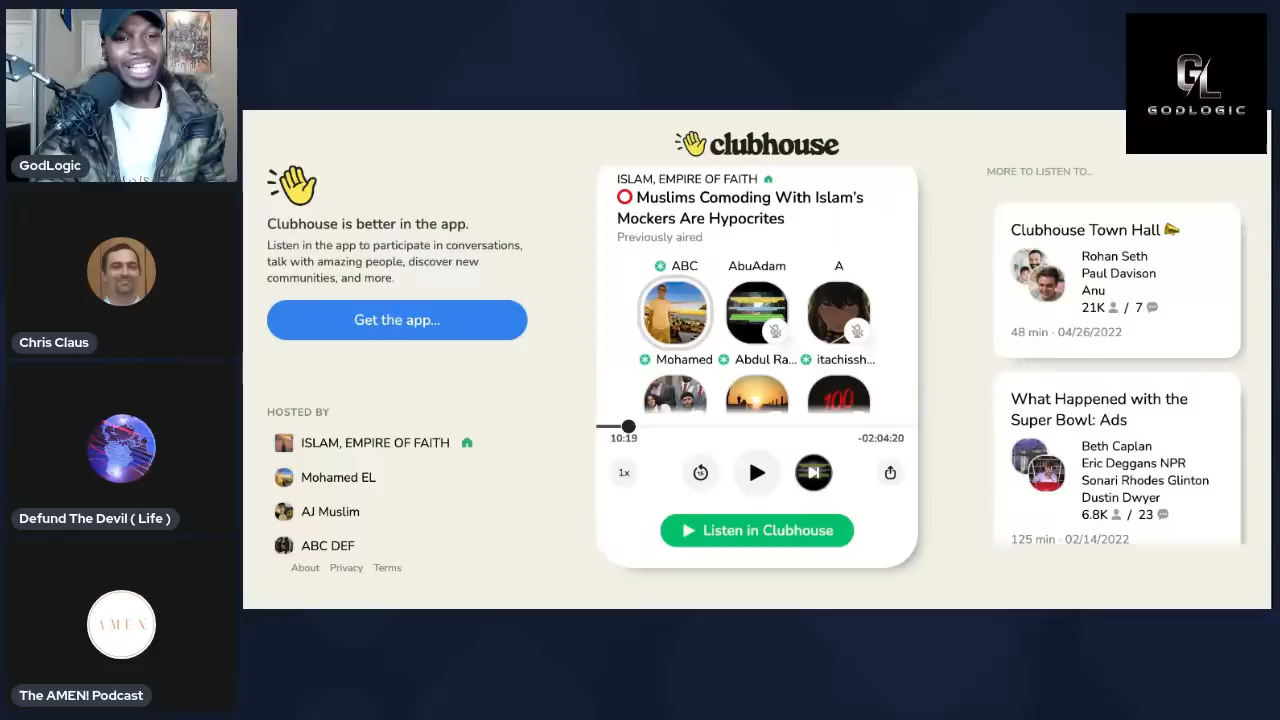 GodLogic
Chris Claus
Defund The Devil ( Life )
AMEN
The AMEN! Podcast
Clubhouse is better in the app.
Listen in the app to participate in conversations,
talk with amazing people, discover new
communities, and more.
Get the app...
HOSTED BY
ISLAM, EMPIRE OF FAITH
Mohamed EL
AJ Muslim
ABC DEF
About Privacy Terms
clubhouse
ISLAM, EMPIRE OF FAITH
Muslims Comoding With Islam's
Mockers Are Hypocrites
Previously aired
ABC AbuAdam A
Mohamed Abdul Ra... itachissh...
100
10:19 -02:04:20
1x 15
Listen in Clubhouse
GL
GODLOGIC
MORE TO LISTEN TO...
Clubhouse Town Hall
Rohan Seth
Paul Davison
Anu
21K / 7
48 min · 04/26/2022
What Happened with the
Super Bowl: Ads
Beth Caplan
Eric Deggans NPR
Sonari Rhodes Glinton
Dustin Dwyer
6.8K / 23
125 min · 02/14/2022